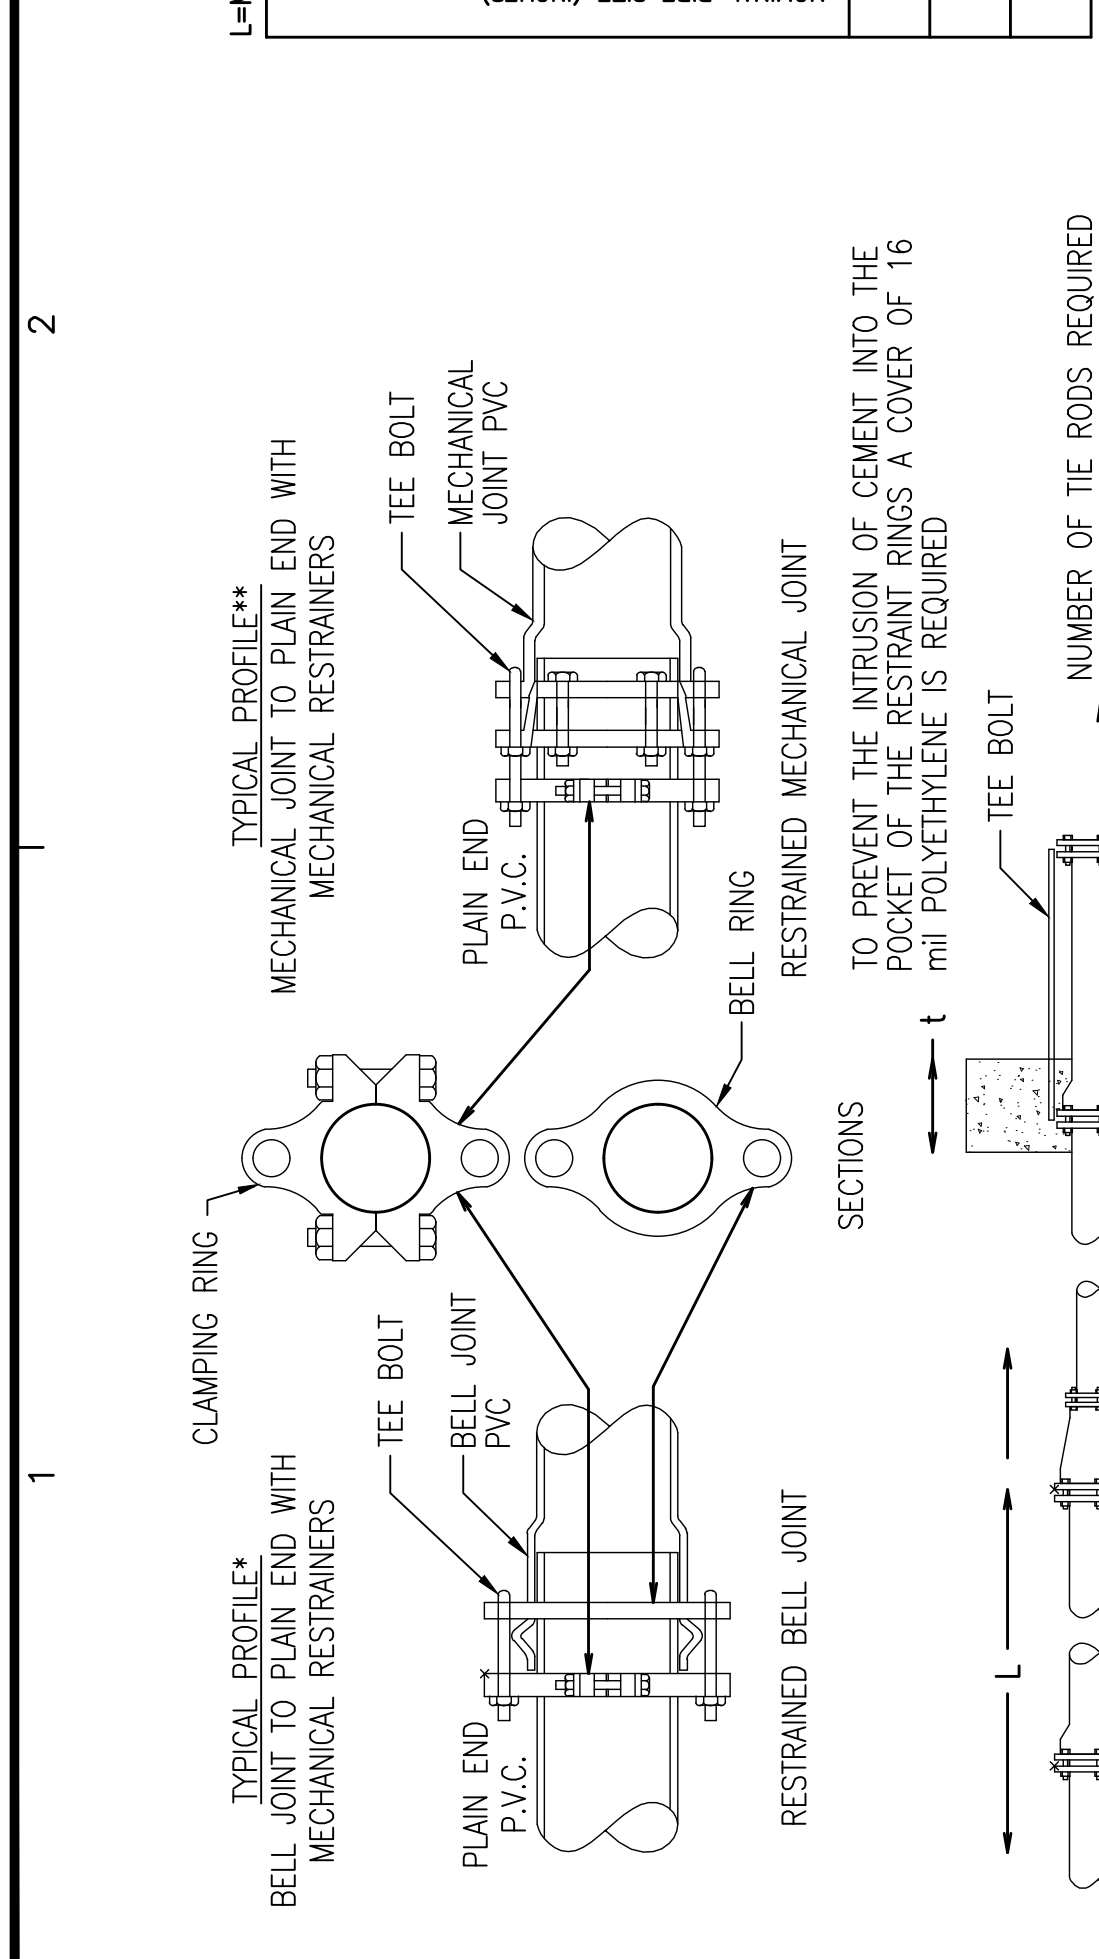 1
2
CLAMPING RING
TYPICAL PROFILE*
BELL JOINT TO PLAIN END WITH
MECHANICAL RESTRAINERS
TEE BOLT
BELL JOINT
PVC
PLAIN END
P.V.C.
RESTRAINED BELL JOINT
TYPICAL PROFILE**
MECHANICAL JOINT TO PLAIN END WITH
MECHANICAL RESTRAINERS
TEE BOLT
MECHANICAL
JOINT PVC
PLAIN END
P.V.C.
BELL RING
RESTRAINED MECHANICAL JOINT
SECTIONS
TO PREVENT THE INTRUSION OF CEMENT INTO THE
POCKET OF THE RESTRAINT RINGS A COVER OF 16
mil POLYETHYLENE IS REQUIRED
t
TEE BOLT
L
NUMBER OF TIE RODS REQUIRED